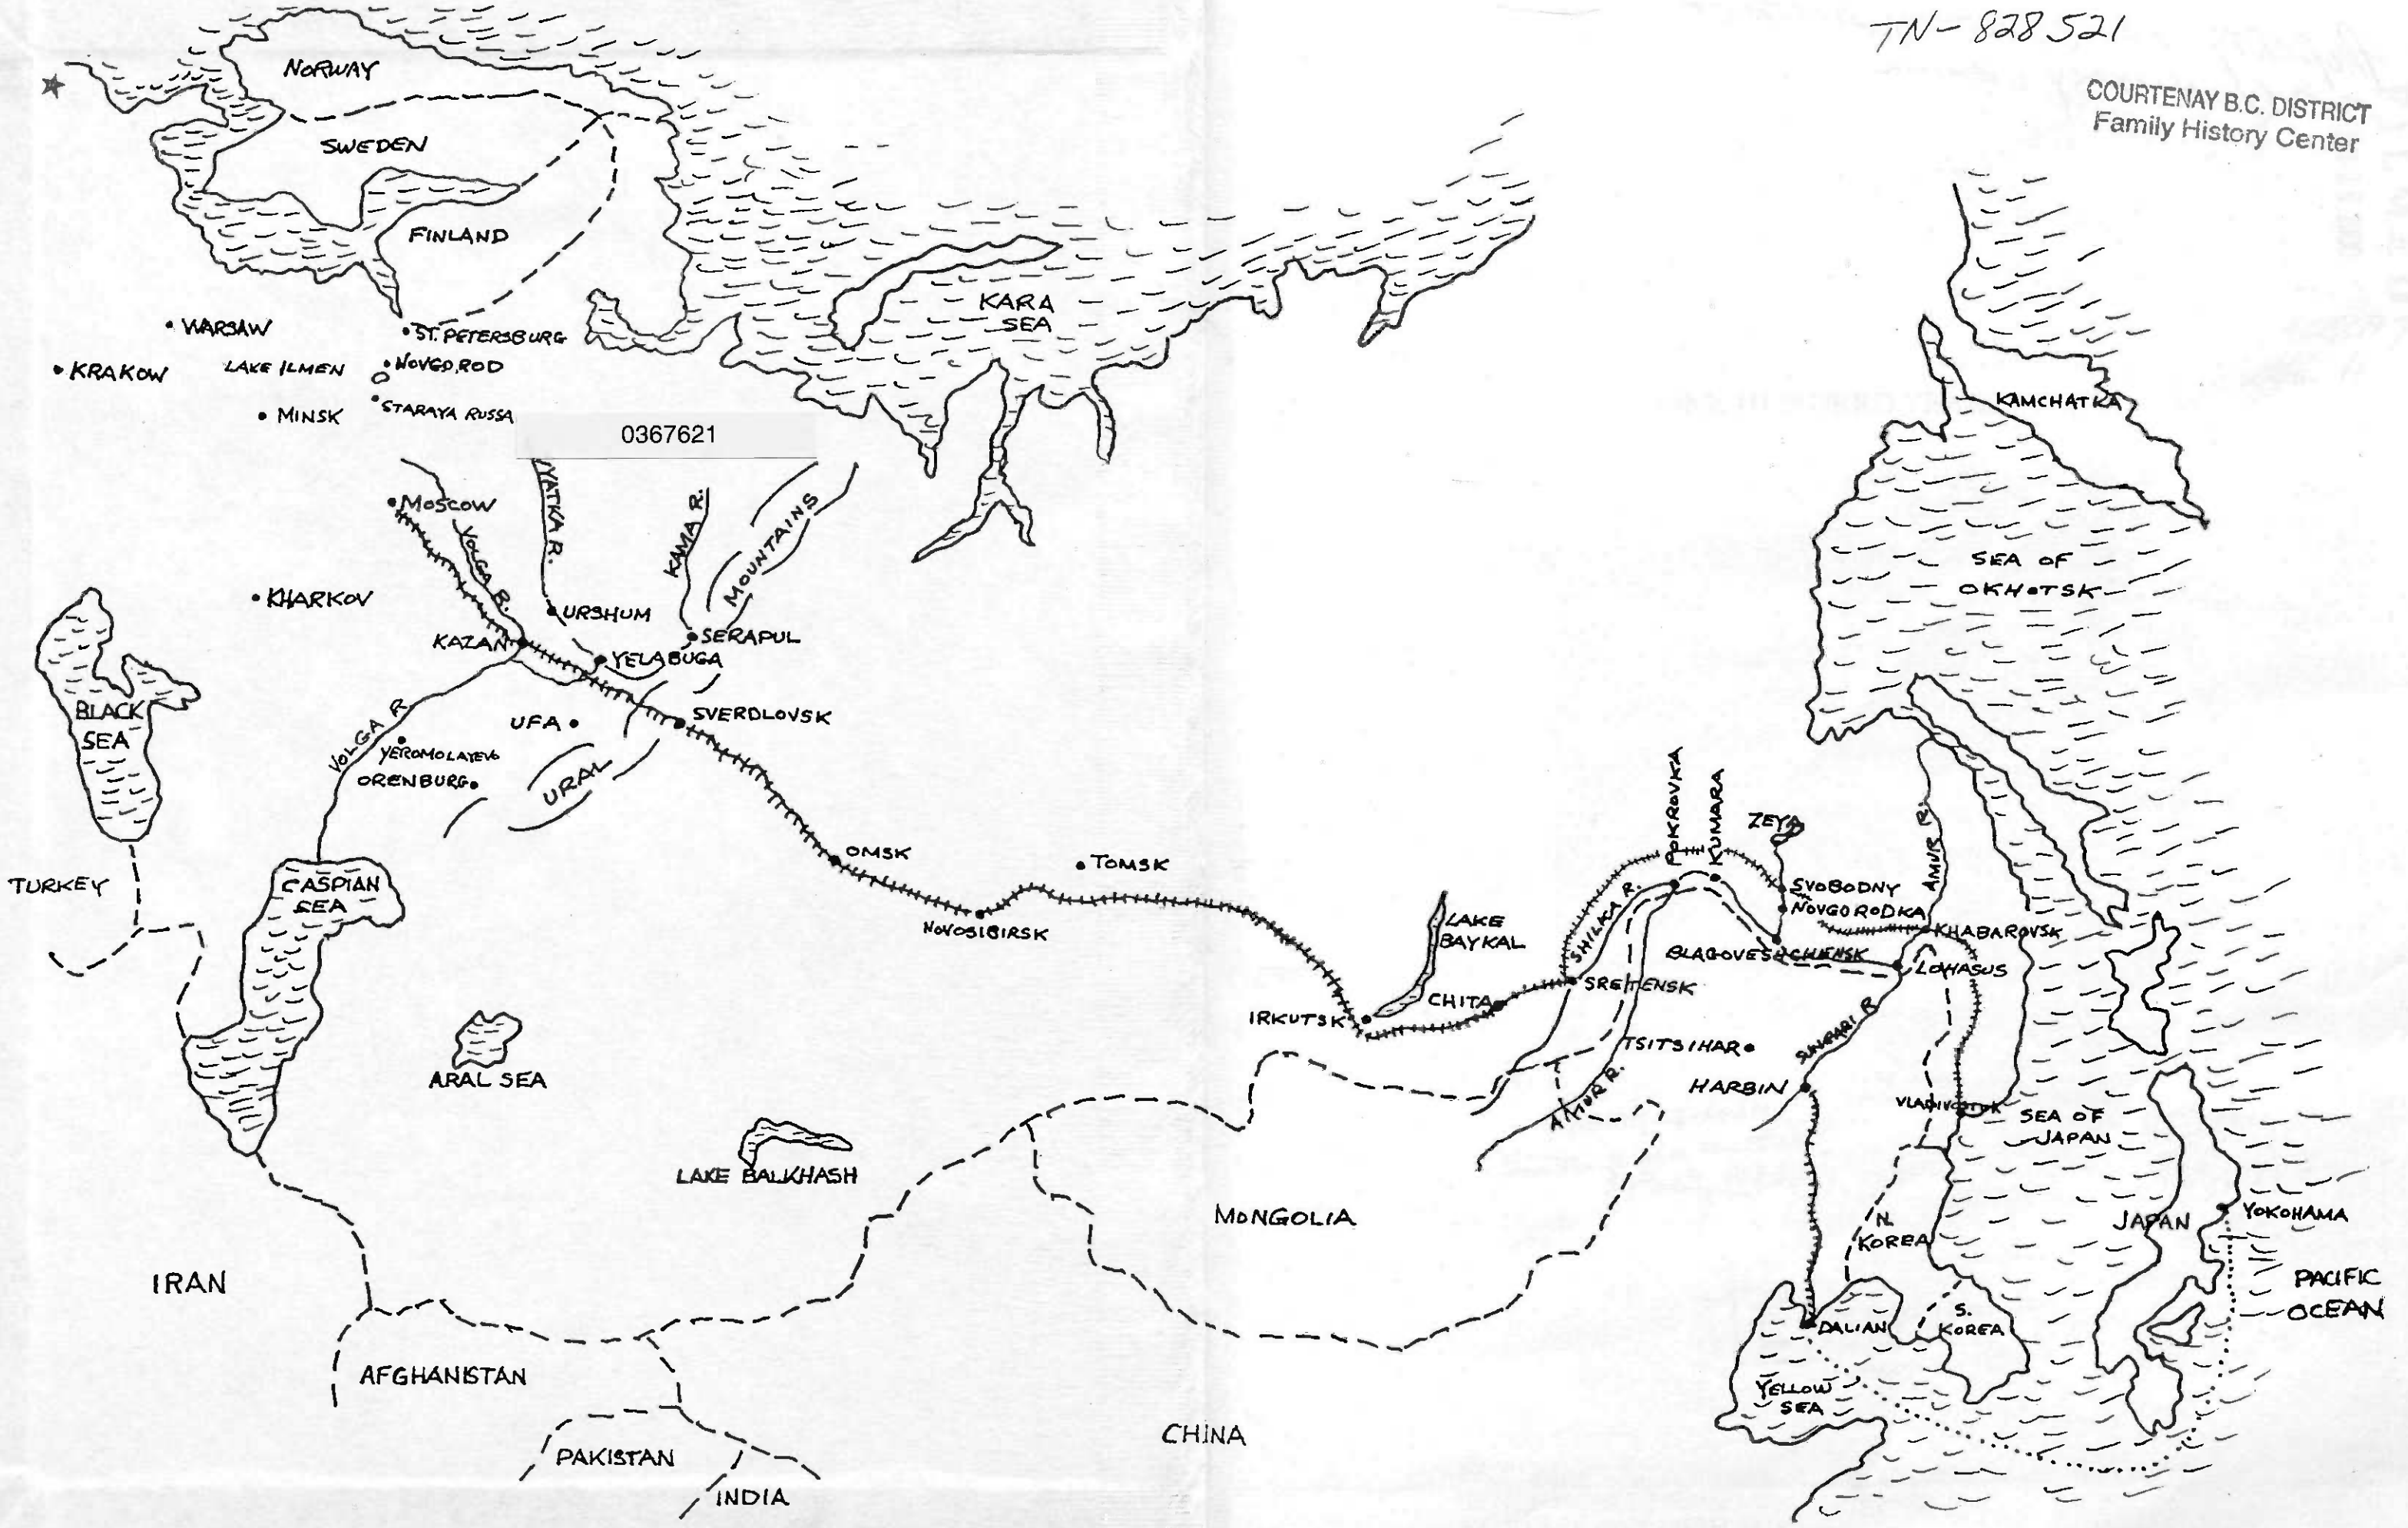 TN-828521
COURTENAY B.C. DISTRICT
Family History Center
NORWAY
SWEDEN
FINLAND
KARA
SEA
WARSAW
ST. PETERSBURG
KRAKOW
LAKE ILMEN
NOVGOROD
MINSK
STARAYA RUSSA
0367621
KAMCHATKA
MOSCOW
VOLGA R.
VYATKA R.
KAMA R.
MOUNTAINS
SEA OF
OKHOTSK
KHARKOV
URSHUM
KAZAN
SERAPUL
YELABUGA
BLACK
SEA
VOLGA R.
UFA
SVERDLOVSK
YEROMOLAYEVO
ORENBURG
URAL
POKROVKA
KUMARA
ZEYA
AMUR R.
OMSK
TOMSK
TURKEY
CASPIAN
SEA
NOVOSIBIRSK
LAKE
BAYKAL
SHILKA R.
SVOBODNY
NOVGORODKA
KHABAROVSK
BLAGOVESHCHENSK
LOHASUS
CHITA
SRETENSK
IRKUTSK
SUNGARI R.
TSITSIHAR
HARBIN
AMUR R.
VLADIVOSTOK
SEA OF
JAPAN
ARAL SEA
LAKE BALKHASH
MONGOLIA
N.
KOREA
JAPAN
YOKOHAMA
IRAN
PACIFIC
OCEAN
DALIAN
S.
KOREA
AFGHANISTAN
YELLOW
SEA
CHINA
PAKISTAN
INDIA